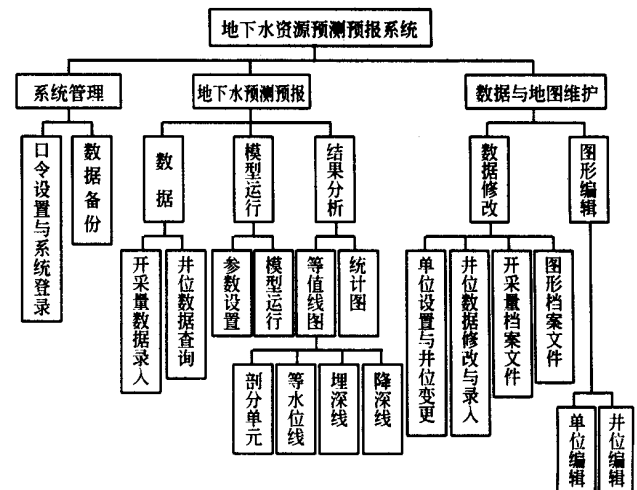 地下水资源预测预报系统
系统管理
地下水预测预报
数据与地图维护
口令设置与系统登录
数据备份
数据
模型运行
结果分析
数据修改
图形编辑
开采量数据录入
井位数据查询
参数设置
模型运行
等值线图
统计图
单位设置与井位变更
井位数据修改与录入
开采量档案文件
图形档案文件
剖分单元
等水位线
埋深线
降深线
单位编辑
井位编辑